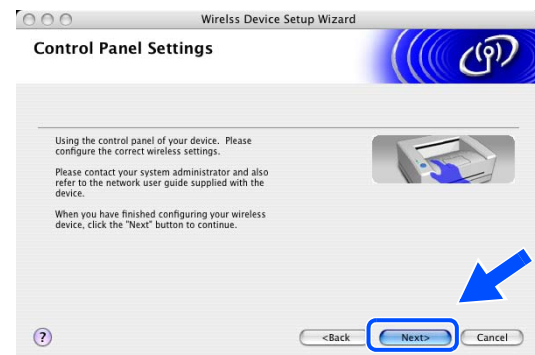 Wirelss Device Setup Wizard
Control Panel Settings
Using the control panel of your device. Please
configure the correct wireless settings.
Please contact your system administrator and also
refer to the network user guide supplied with the
device.
When you have finished configuring your wireless
device, click the "Next" button to continue.
?
<Back Next> Cancel